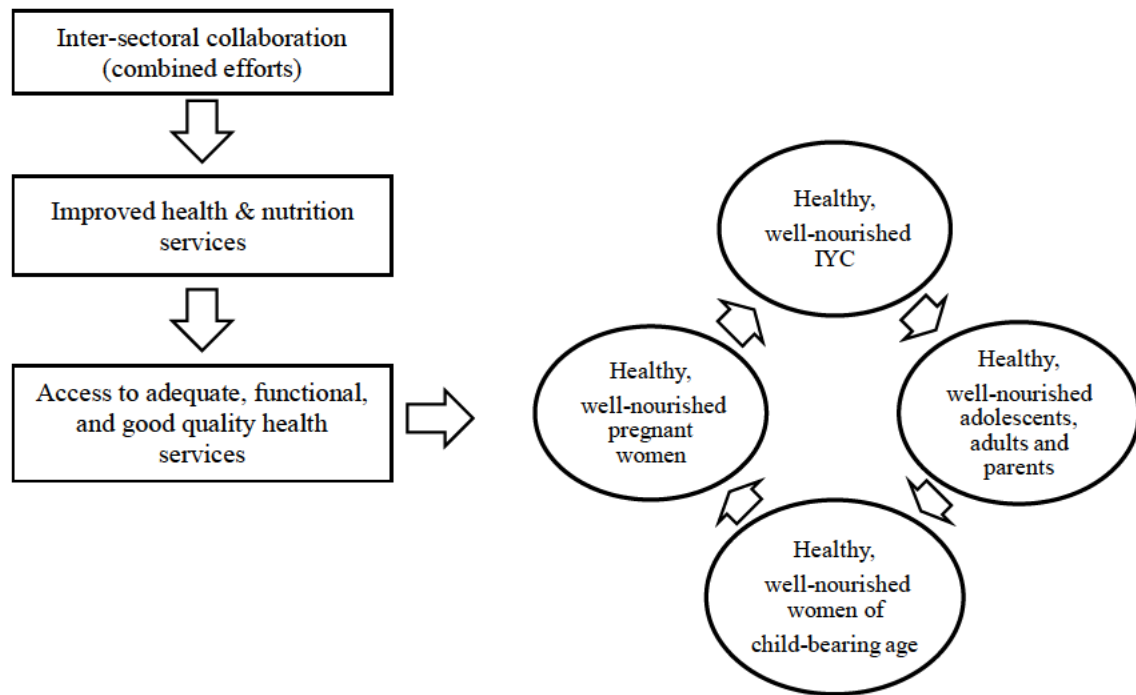 Inter-sectoral collaboration
(combined efforts)
Improved health & nutrition
services
Access to adequate, functional,
and good quality health
services
Healthy,
well-nourished
IYC
Healthy,
well-nourished
adolescents,
adults and
parents
Healthy,
well-nourished
women of
child-bearing age
Healthy,
well-nourished
pregnant
women